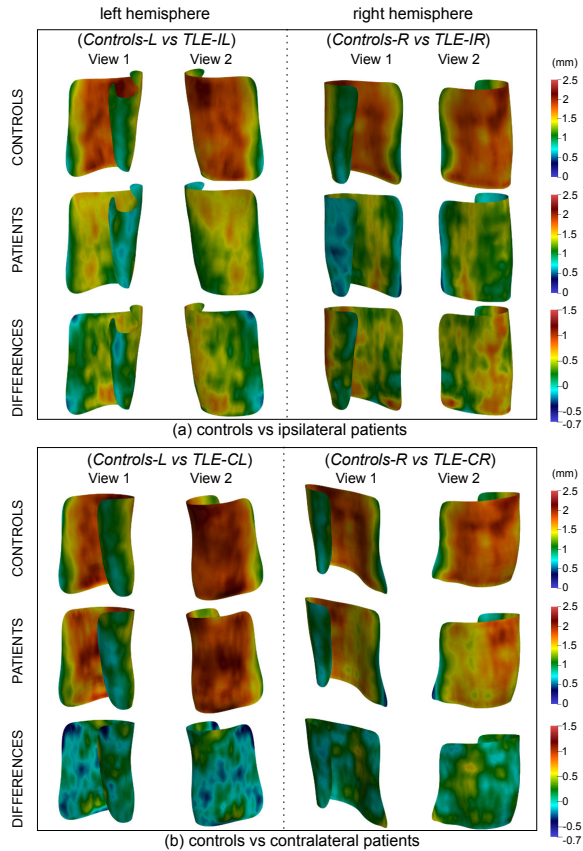 left hemisphere right hemisphere
(Controls-L vs TLE-IL) (Controls-R vs TLE-IR)
View 1 View 2 View 1 View 2
(mm)
CONTROLS
2.5
2.0
1.5
1
0.5
0
PATIENTS
2.5
2.0
1.5
1
0.5
0
DIFFERENCES
1.5
1.0
0.5
0
-0.7
(a) controls vs ipsilateral patients
(Controls-L vs TLE-CL) (Controls-R vs TLE-CR)
View 1 View 2 View 1 View 2
(mm)
CONTROLS
2.5
2.0
1.5
1
0.5
0
PATIENTS
2.5
2.0
1.5
1
0.5
0
DIFFERENCES
1.5
1.0
0.5
0
-0.7
(b) controls vs contralateral patients